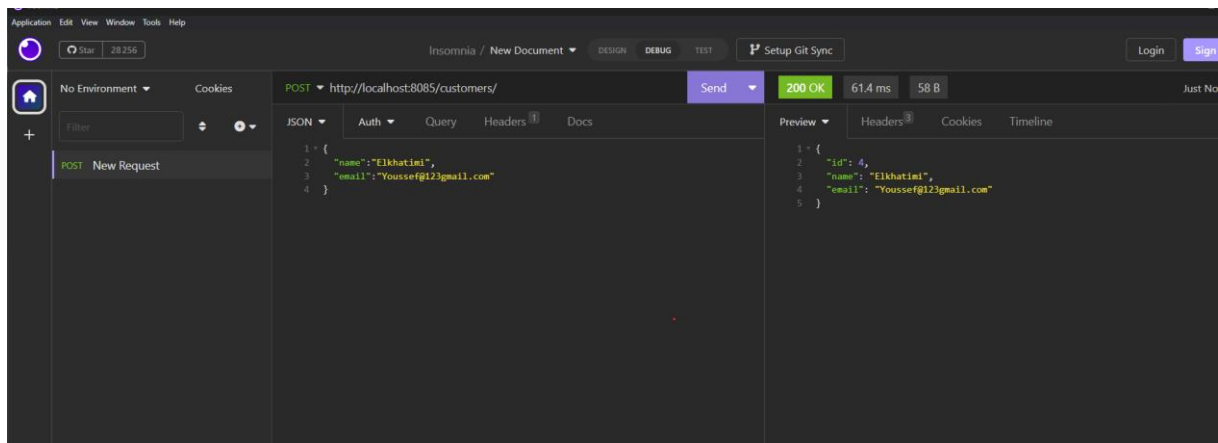 Application Edit View Window Tools Help
Star 28256 Insomnia / New Document DESIGN DEBUG TEST Setup Git Sync Login Sign
No Environment Cookies POST http://localhost:8085/customers/ Send 200 OK 61.4 ms 58 B Just No
Filter JSON Auth Query Headers 1 Docs Preview Headers 3 Cookies Timeline
POST New Request
1 {
2 "name":"Elkhatimi",
3 "email":"Youssef@123gmail.com"
4 }
1 {
2 "id": 4,
3 "name": "Elkhatimi",
4 "email": "Youssef@123gmail.com"
5 }